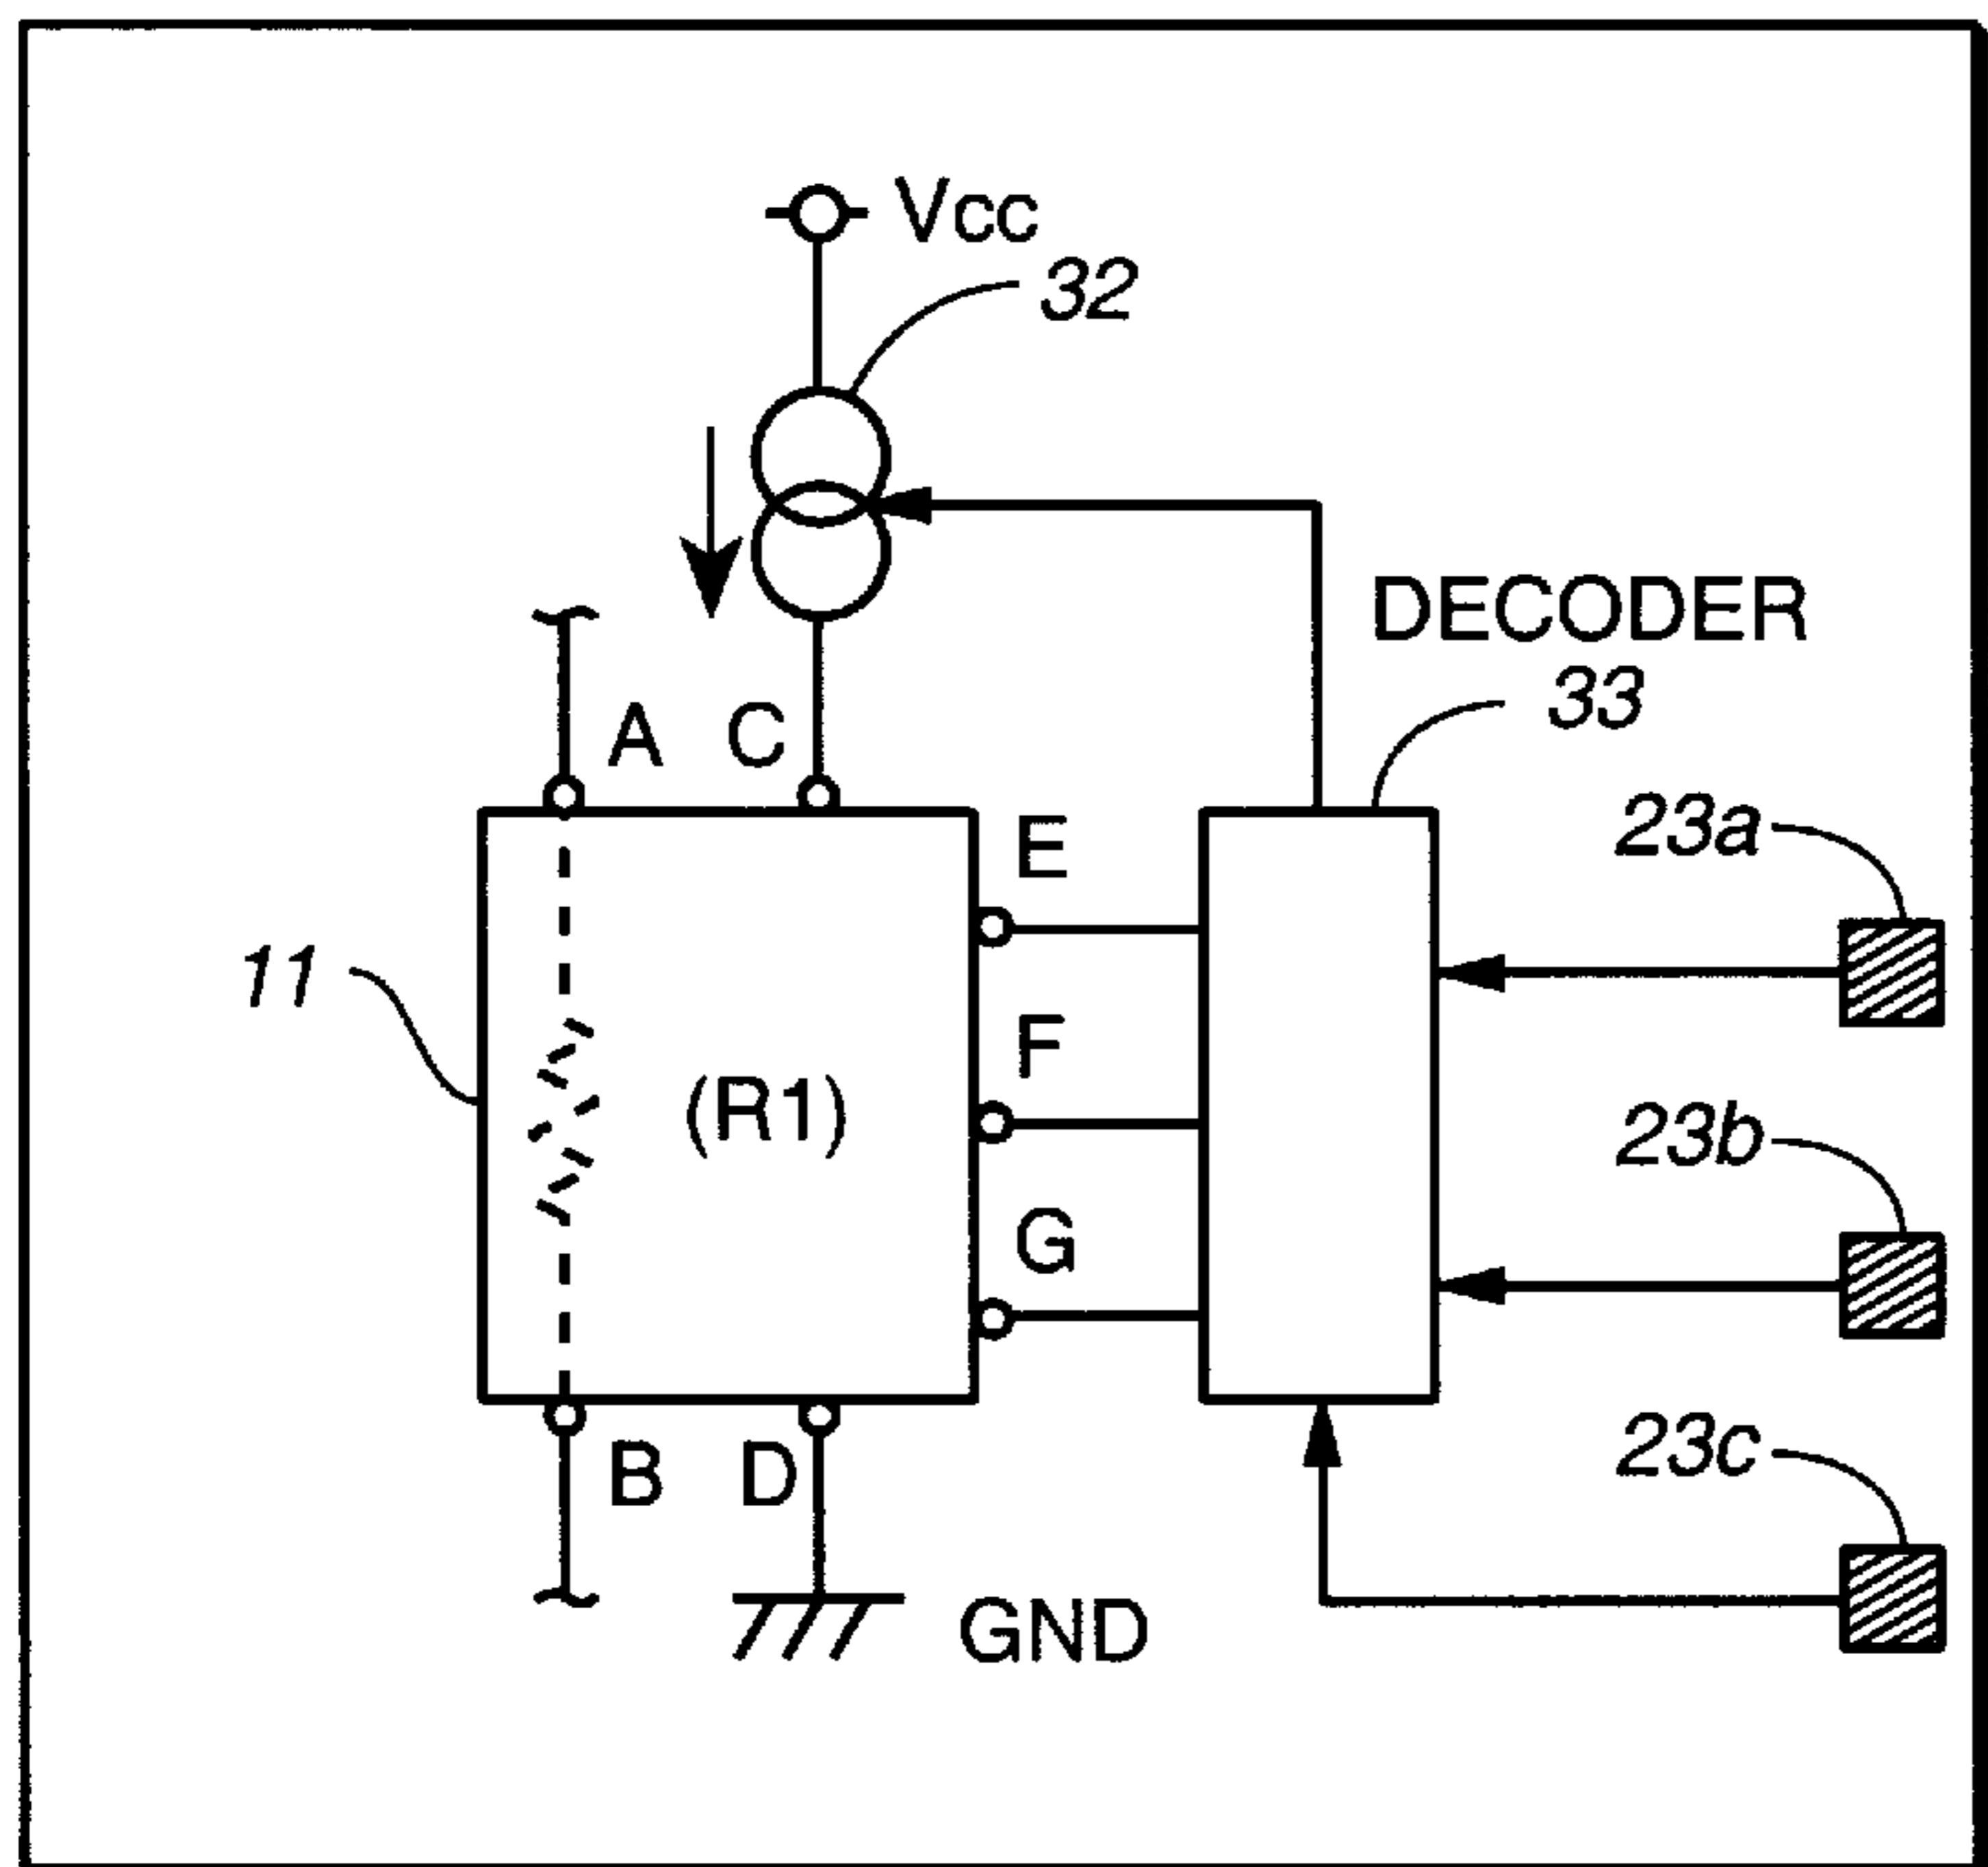 Vcc
32
DECODER
33
A
C
E
23a
11
F
(R1)
23b
G
B
D
23c
GND